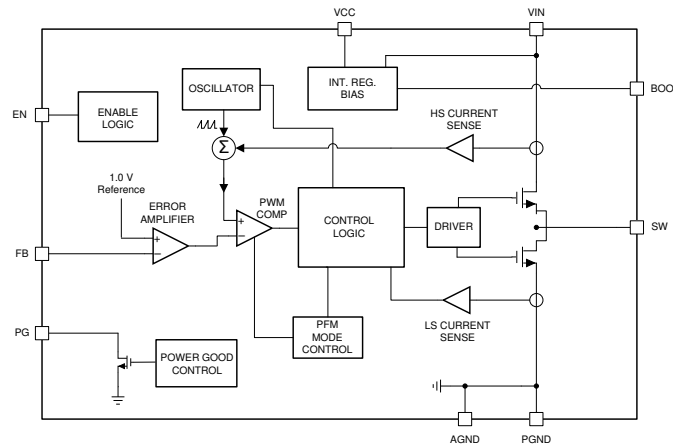 VCC
VIN
OSCILLATOR
INT. REG.
BIAS
BOO
EN
ENABLE
LOGIC
HS CURRENT
SENSE
Σ
1.0 V
Reference
ERROR
AMPLIFIER
PWM
COMP
CONTROL
LOGIC
DRIVER
SW
+
−
+
−
FB
PG
PFM
MODE
CONTROL
LS CURRENT
SENSE
POWER GOOD
CONTROL
AGND
PGND